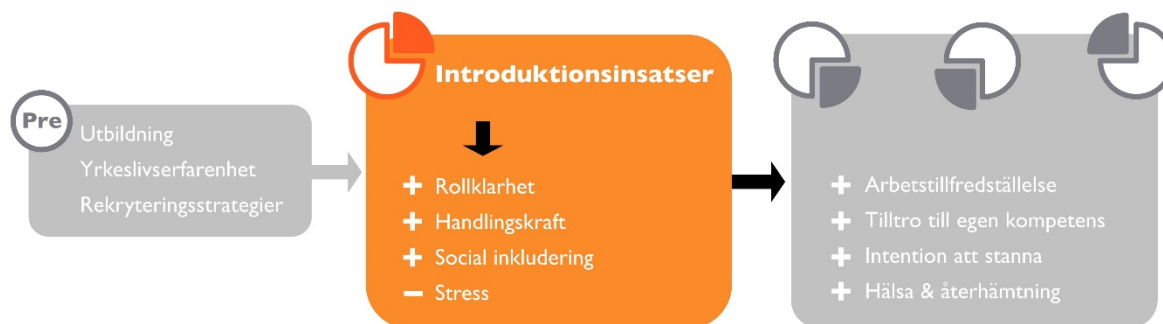 Pre
Utbildning
Yrkeslivserfarenhet
Rekryteringsstrategier
Introduktionsinsatser
+ Rollklarhet
+ Handlingskraft
+ Social inkludering
− Stress
+ Arbetstillfredställelse
+ Tilltro till egen kompetens
+ Intention att stanna
+ Hälsa & återhämtning